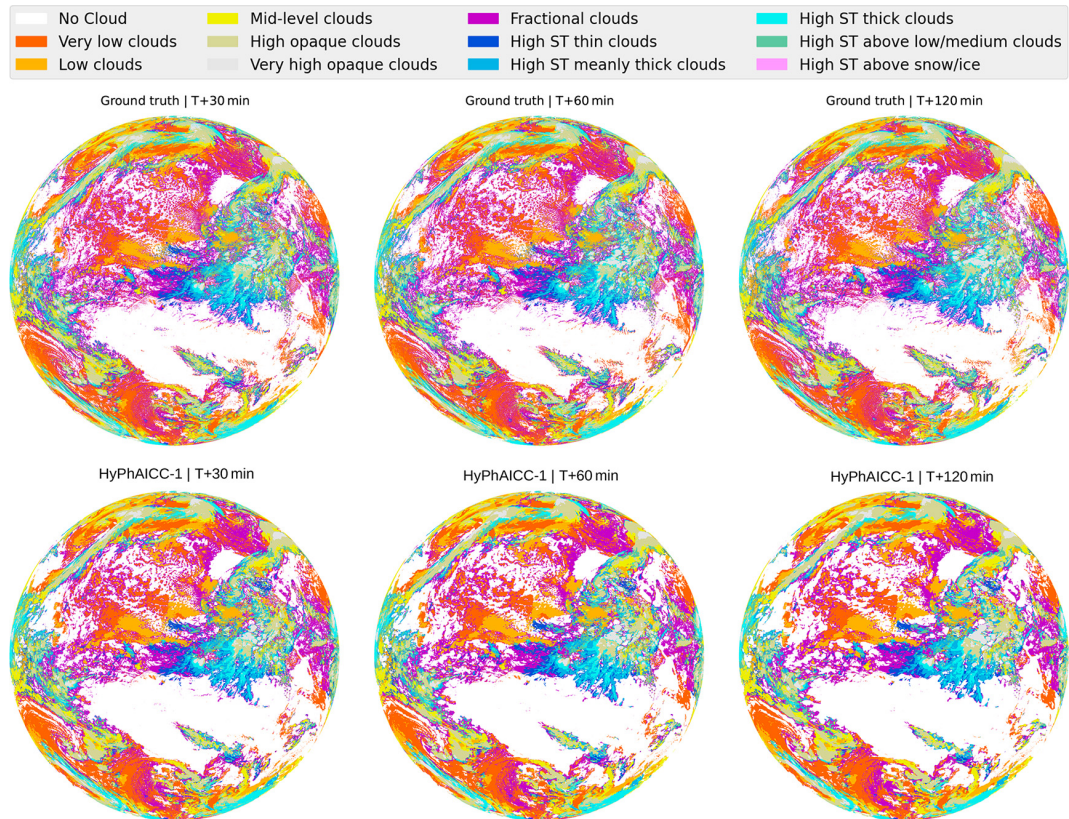 No Cloud
Very low clouds
Low clouds
Mid-level clouds
High opaque clouds
Very high opaque clouds
Fractional clouds
High ST thin clouds
High ST meanly thick clouds
High ST thick clouds
High ST above low/medium clouds
High ST above snow/ice
Ground truth | T+30 min
Ground truth | T+60 min
Ground truth | T+120 min
HyPhAICC-1 | T+30 min
HyPhAICC-1 | T+60 min
HyPhAICC-1 | T+120 min